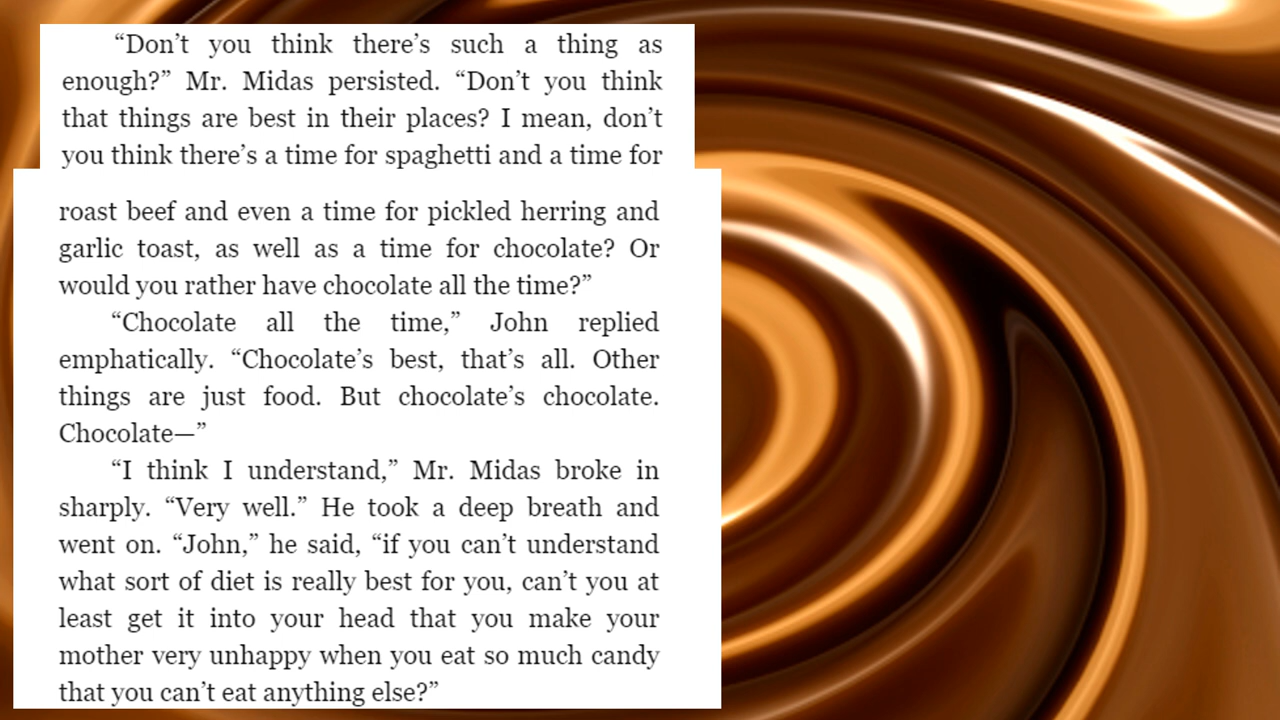 “Don’t you think there’s such a thing as
enough?” Mr. Midas persisted. “Don’t you think
that things are best in their places? I mean, don’t
you think there’s a time for spaghetti and a time for
roast beef and even a time for pickled herring and
garlic toast, as well as a time for chocolate? Or
would you rather have chocolate all the time?”
“Chocolate all the time,” John replied
emphatically. “Chocolate’s best, that’s all. Other
things are just food. But chocolate’s chocolate.
Chocolate—”
“I think I understand,” Mr. Midas broke in
sharply. “Very well.” He took a deep breath and
went on. “John,” he said, “if you can’t understand
what sort of diet is really best for you, can’t you at
least get it into your head that you make your
mother very unhappy when you eat so much candy
that you can’t eat anything else?”